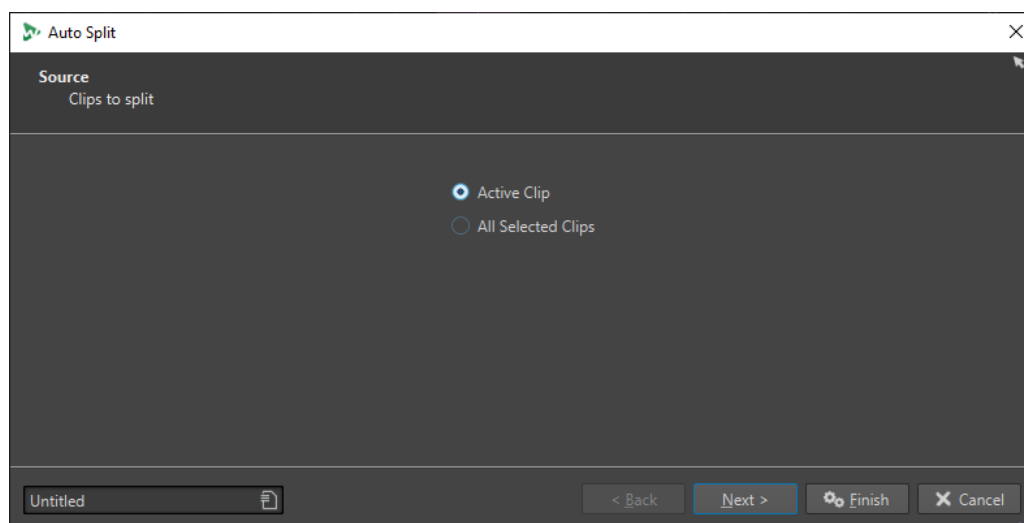 Auto Split
Source
Clips to split
Active Clip
All Selected Clips
Untitled
< Back
Next >
Finish
Cancel